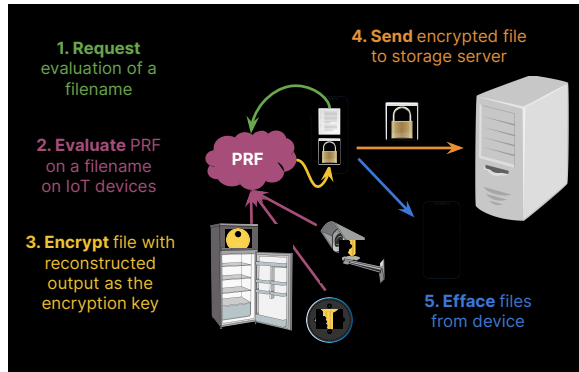 1. Request
evaluation of a
filename
4. Send encrypted file
to storage server
2. Evaluate PRF
on a filename
on IoT devices
PRF
3. Encrypt file with
reconstructed
output as the
encryption key
5. Efface files
from device